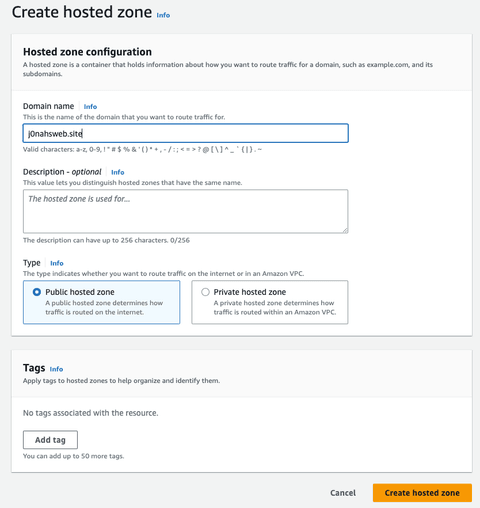 Create hosted zone Info
Hosted zone configuration
A hosted zone is a container that holds information about how you want to route traffic for a domain, such as example.com, and its
subdomains.
Domain name Info
This is the name of the domain that you want to route traffic for.
j0nahsweb.site
Valid characters: a-z, 0-9, ! " # $ % & ' ( ) * + , - / : ; < = > ? @ [ \ ] ^ _ ` { | } . ~
Description - optional Info
This value lets you distinguish hosted zones that have the same name.
The hosted zone is used for...
The description can have up to 256 characters. 0/256
Type Info
The type indicates whether you want to route traffic on the internet or in an Amazon VPC.
Public hosted zone
A public hosted zone determines how
traffic is routed on the internet.
Private hosted zone
A private hosted zone determines how
traffic is routed within an Amazon VPC.
Tags Info
Apply tags to hosted zones to help organize and identify them.
No tags associated with the resource.
Add tag
You can add up to 50 more tags.
Cancel
Create hosted zone